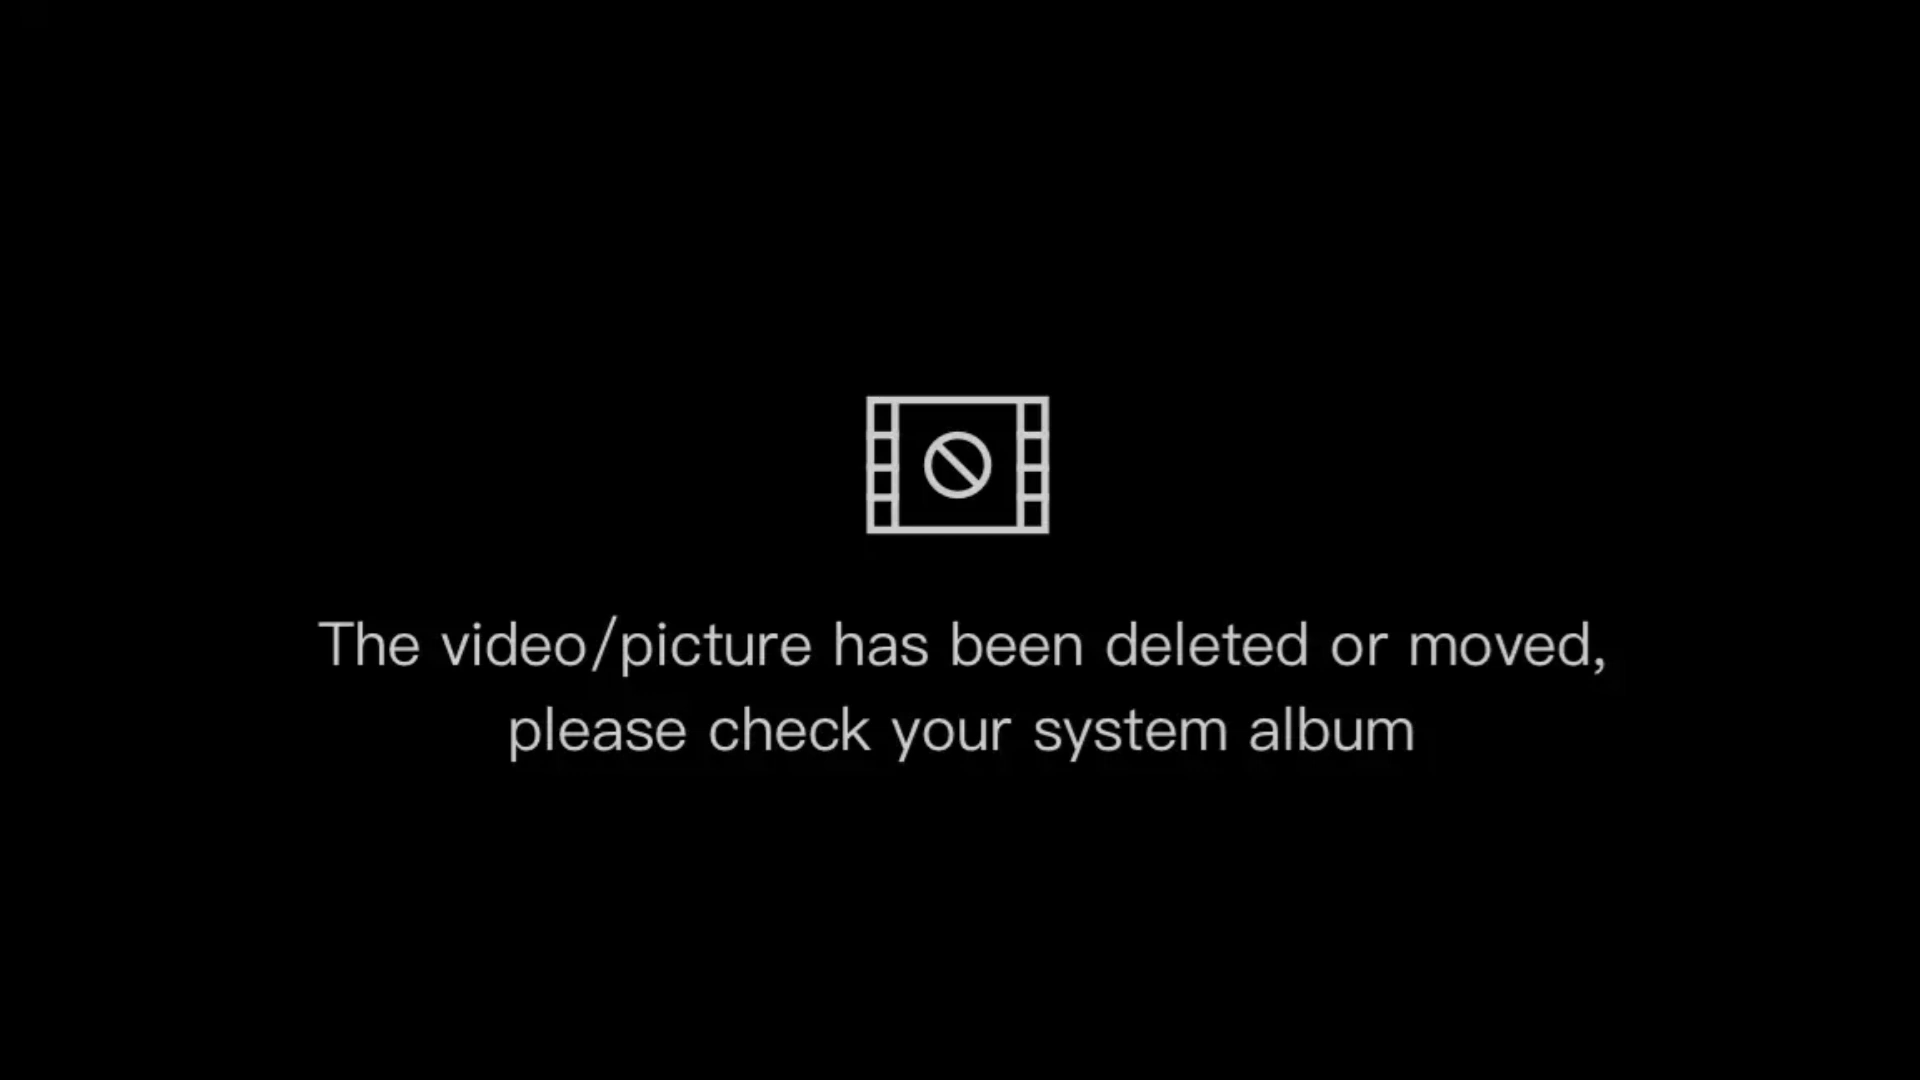 The video/picture has been deleted or moved,
please check your system album